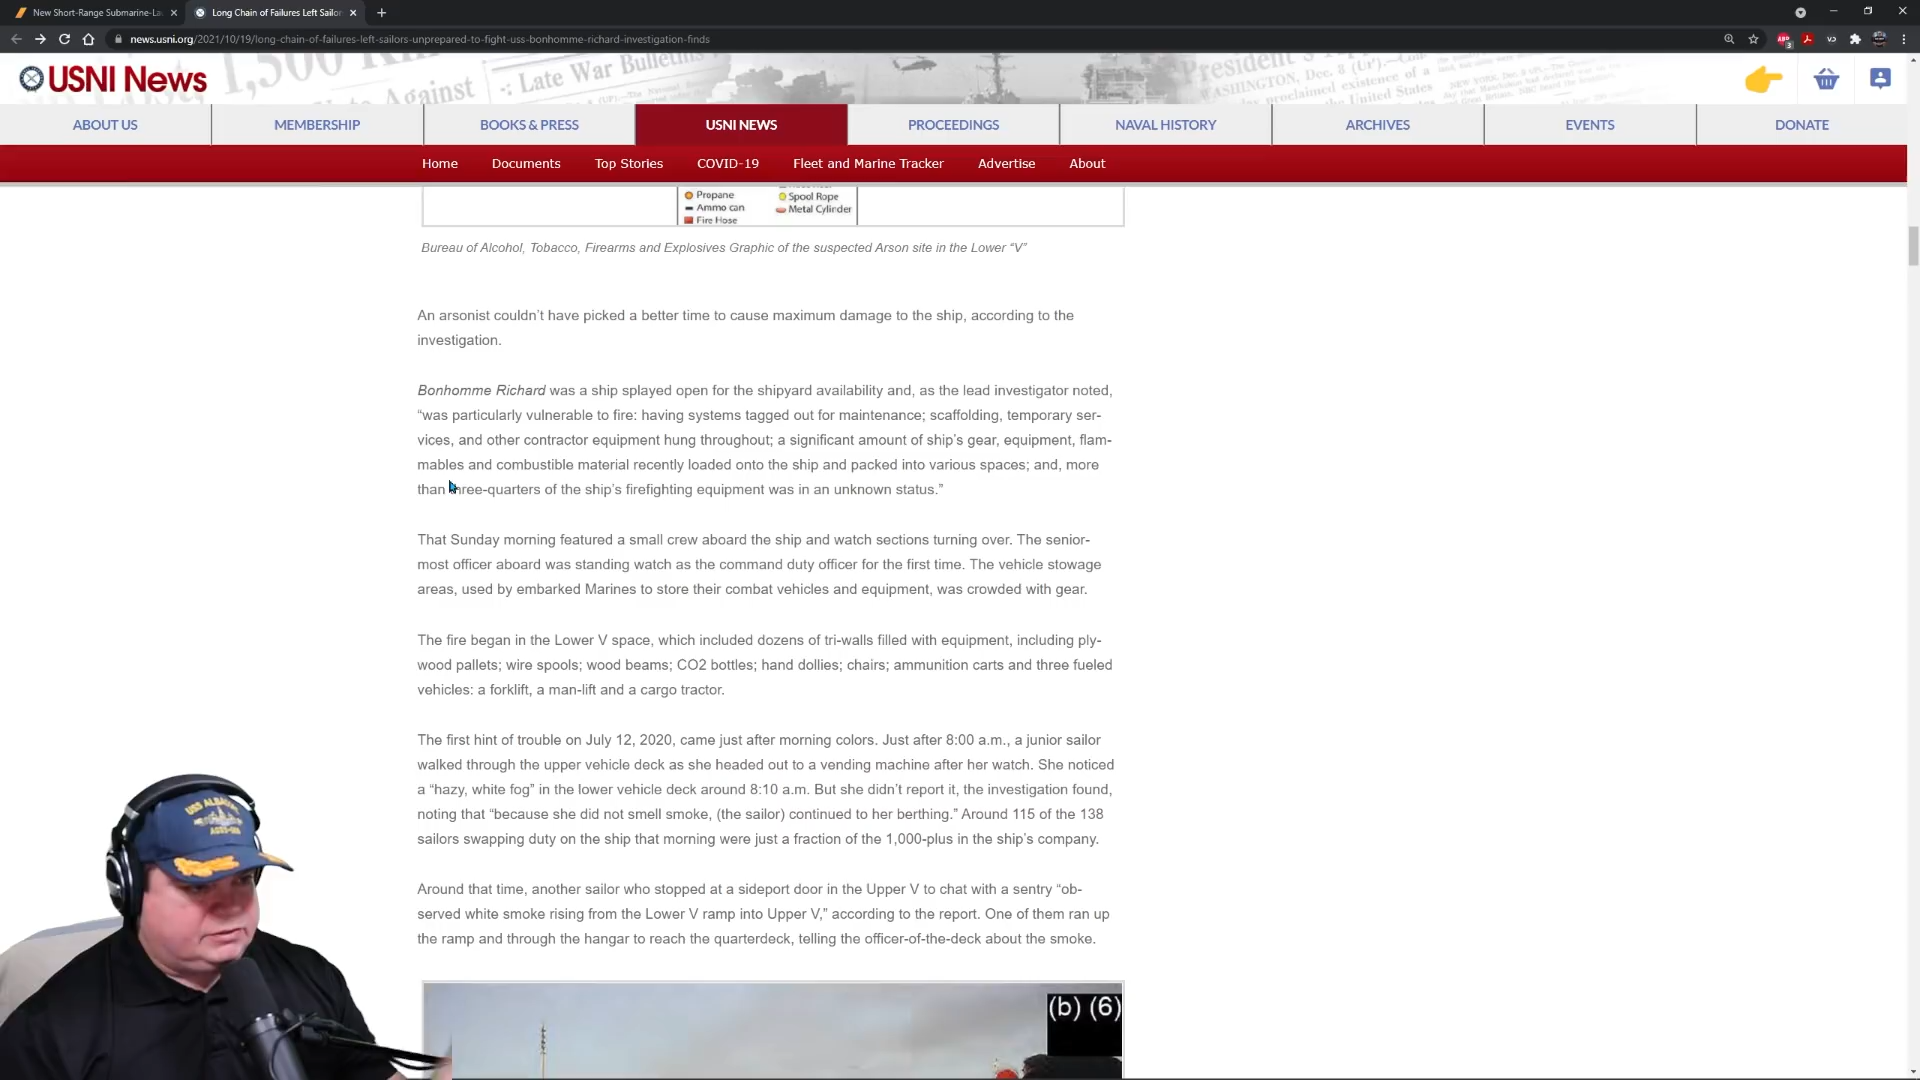 New Short-Range Submarine-La
Long Chain of Failures Left Sailor
news.usni.org/2021/10/19/long-chain-of-failures-left-sailors-unprepared-to-fight-uss-bonhomme-richard-investigation-finds
USNI News
Late War Bulletins
ABOUT US
MEMBERSHIP
BOOKS & PRESS
USNI NEWS
PROCEEDINGS
NAVAL HISTORY
ARCHIVES
EVENTS
DONATE
Home
Documents
Top Stories
COVID-19
Fleet and Marine Tracker
Advertise
About
Propane
Spool Rope
Ammo can
Metal Cylinder
Fire Hose
Bureau of Alcohol, Tobacco, Firearms and Explosives Graphic of the suspected Arson site in the Lower “V”
An arsonist couldn’t have picked a better time to cause maximum damage to the ship, according to the
investigation.
Bonhomme Richard was a ship splayed open for the shipyard availability and, as the lead investigator noted,
“was particularly vulnerable to fire: having systems tagged out for maintenance; scaffolding, temporary ser-
vices, and other contractor equipment hung throughout; a significant amount of ship’s gear, equipment, flam-
mables and combustible material recently loaded onto the ship and packed into various spaces; and, more
than three-quarters of the ship’s firefighting equipment was in an unknown status.”
That Sunday morning featured a small crew aboard the ship and watch sections turning over. The senior-
most officer aboard was standing watch as the command duty officer for the first time. The vehicle stowage
areas, used by embarked Marines to store their combat vehicles and equipment, was crowded with gear.
The fire began in the Lower V space, which included dozens of tri-walls filled with equipment, including ply-
wood pallets; wire spools; wood beams; CO2 bottles; hand dollies; chairs; ammunition carts and three fueled
vehicles: a forklift, a man-lift and a cargo tractor.
The first hint of trouble on July 12, 2020, came just after morning colors. Just after 8:00 a.m., a junior sailor
walked through the upper vehicle deck as she headed out to a vending machine after her watch. She noticed
a “hazy, white fog” in the lower vehicle deck around 8:10 a.m. But she didn’t report it, the investigation found,
noting that “because she did not smell smoke, (the sailor) continued to her berthing.” Around 115 of the 138
sailors swapping duty on the ship that morning were just a fraction of the 1,000-plus in the ship’s company.
Around that time, another sailor who stopped at a sideport door in the Upper V to chat with a sentry “ob-
served white smoke rising from the Lower V ramp into Upper V,” according to the report. One of them ran up
the ramp and through the hangar to reach the quarterdeck, telling the officer-of-the-deck about the smoke.
(b) (6)